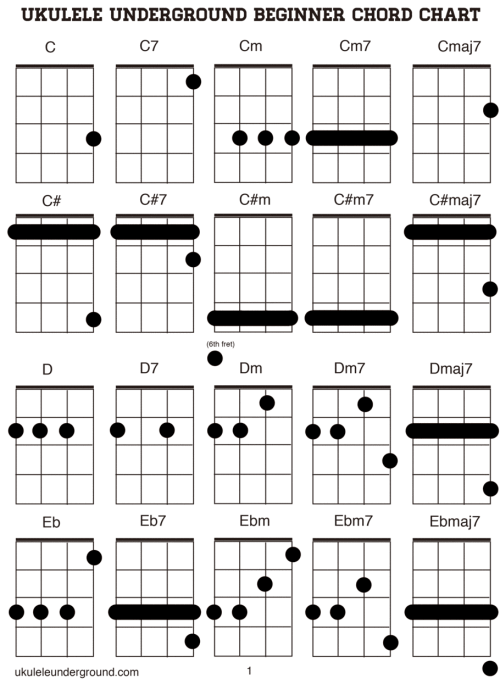 UKULELE UNDERGROUND BEGINNER CHORD CHART
C C7 Cm Cm7 Cmaj7
C# C#7 C#m C#m7 C#maj7
(6th fret)
D D7 Dm Dm7 Dmaj7
Eb Eb7 Ebm Ebm7 Ebmaj7
ukuleleunderground.com 1